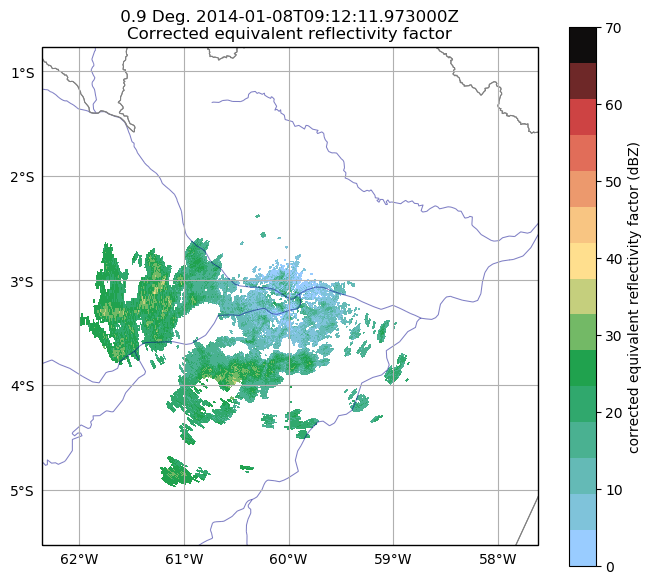 0.9 Deg. 2014-01-08T09:12:11.973000Z
Corrected equivalent reflectivity factor
1°S
2°S
3°S
4°S
5°S
62°W
61°W
60°W
59°W
58°W
70
60
50
40
30
20
10
0
corrected equivalent reflectivity factor (dBZ)